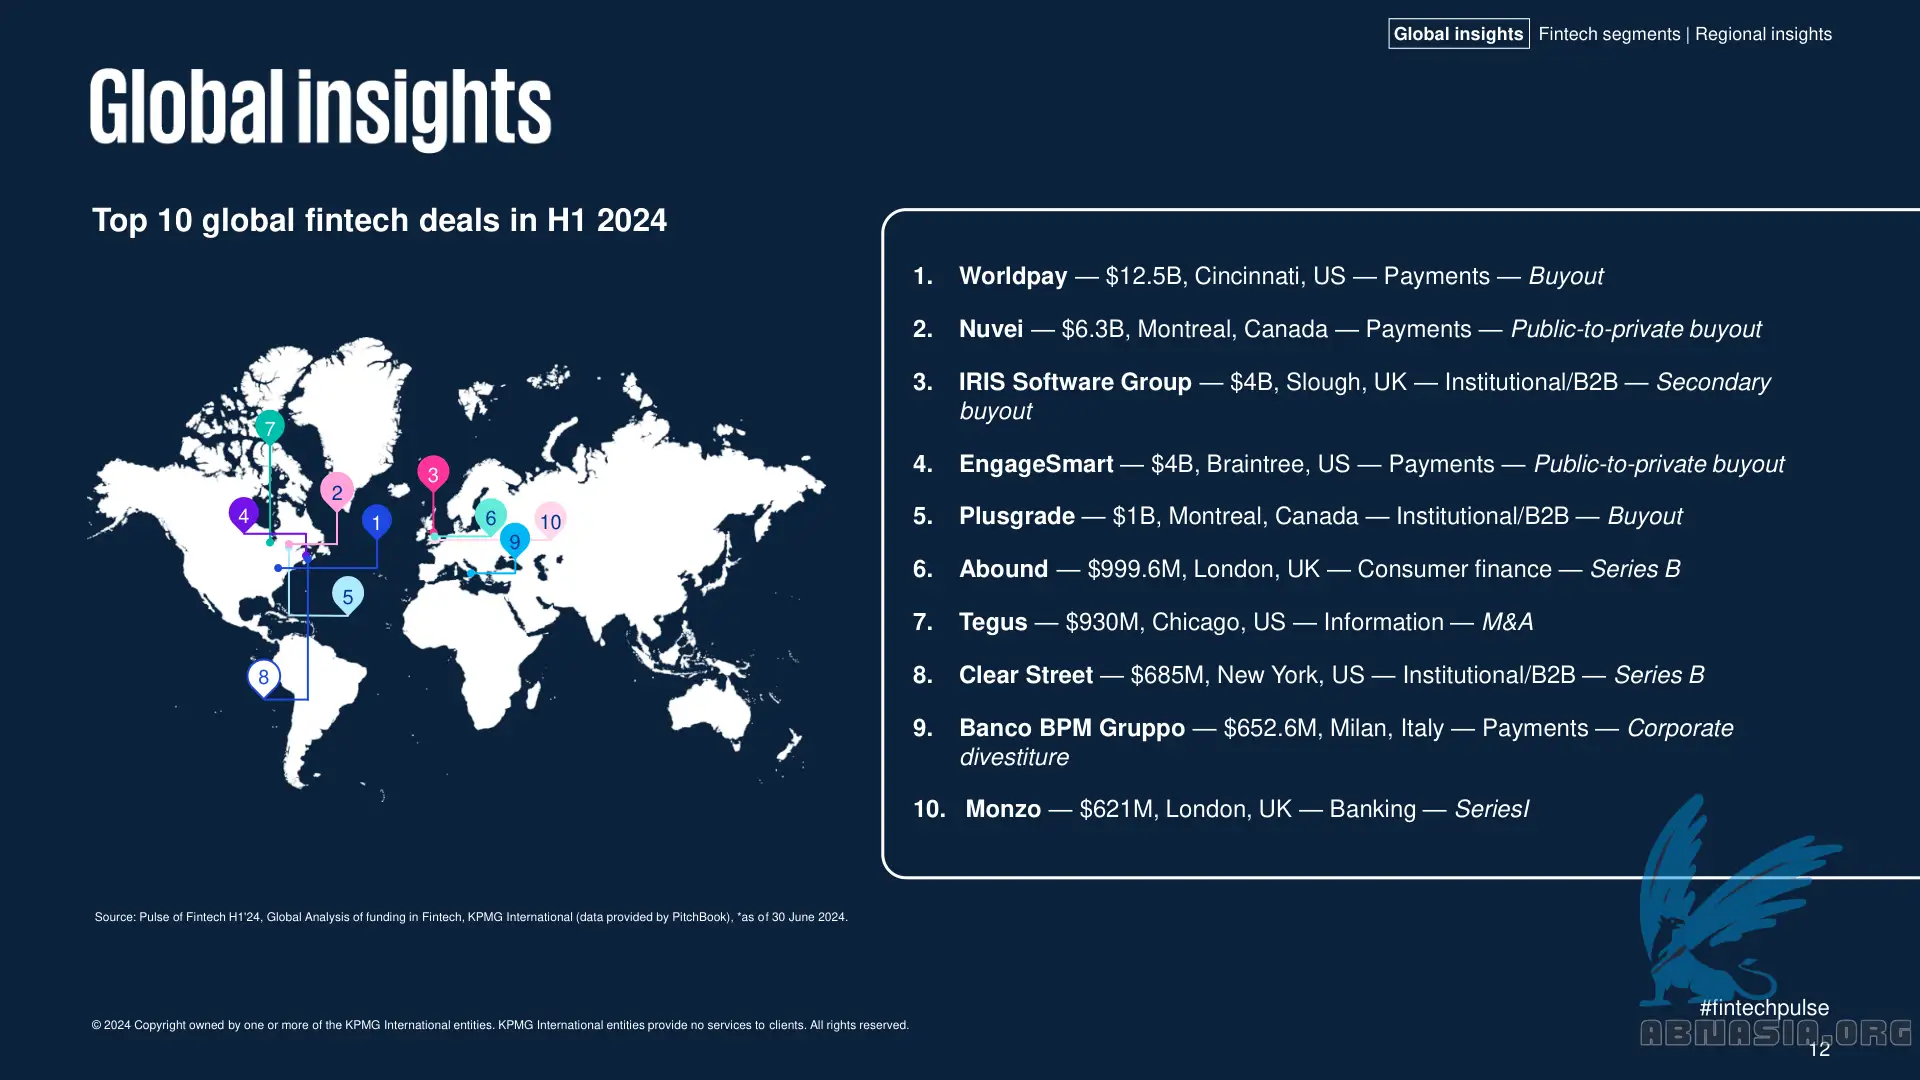 Global insights Fintech segments | Regional insights
Global insights
Top 10 global fintech deals in H1 2024
1. Worldpay — $12.5B, Cincinnati, US — Payments — Buyout
2. Nuvei — $6.3B, Montreal, Canada — Payments — Public-to-private buyout
3. IRIS Software Group — $4B, Slough, UK — Institutional/B2B — Secondary
buyout
4. EngageSmart — $4B, Braintree, US — Payments — Public-to-private buyout
5. Plusgrade — $1B, Montreal, Canada — Institutional/B2B — Buyout
6. Abound — $999.6M, London, UK — Consumer finance — Series B
7. Tegus — $930M, Chicago, US — Information — M&A
8. Clear Street — $685M, New York, US — Institutional/B2B — Series B
9. Banco BPM Gruppo — $652.6M, Milan, Italy — Payments — Corporate
divestiture
10. Monzo — $621M, London, UK — Banking — SeriesI
7
3
2
4
1
6
10
9
5
8
Source: Pulse of Fintech H1'24, Global Analysis of funding in Fintech, KPMG International (data provided by PitchBook), *as of 30 June 2024.
© 2024 Copyright owned by one or more of the KPMG International entities. KPMG International entities provide no services to clients. All rights reserved.
#fintechpulse
ABNASIA.ORG
12